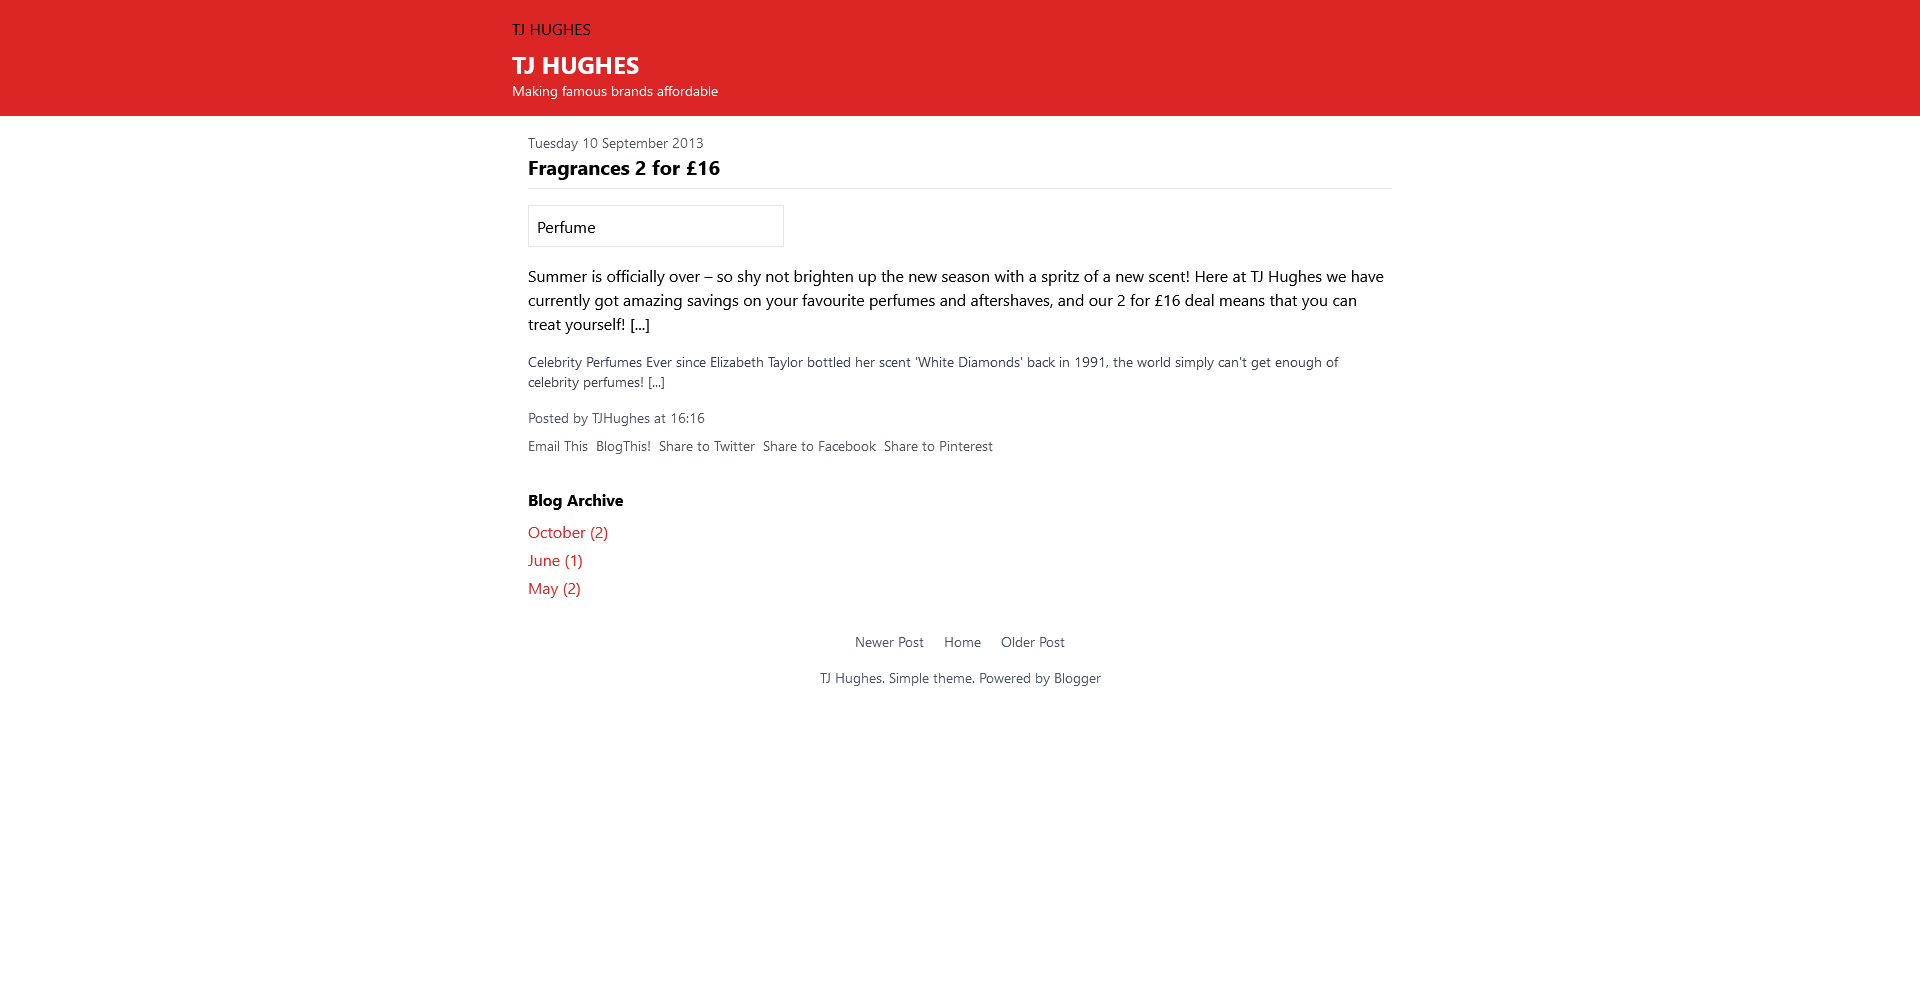 TJ HUGHES
TJ HUGHES
Making famous brands affordable
Tuesday 10 September 2013
Fragrances 2 for £16
Perfume
Summer is officially over – so shy not brighten up the new season with a spritz of a new scent! Here at TJ Hughes we have
currently got amazing savings on your favourite perfumes and aftershaves, and our 2 for £16 deal means that you can
treat yourself! [...]
Celebrity Perfumes Ever since Elizabeth Taylor bottled her scent 'White Diamonds' back in 1991, the world simply can't get enough of
celebrity perfumes! [...]
Posted by TJHughes at 16:16
Email This BlogThis! Share to Twitter Share to Facebook Share to Pinterest
Blog Archive
October (2)
June (1)
May (2)
Newer Post Home Older Post
TJ Hughes. Simple theme. Powered by Blogger